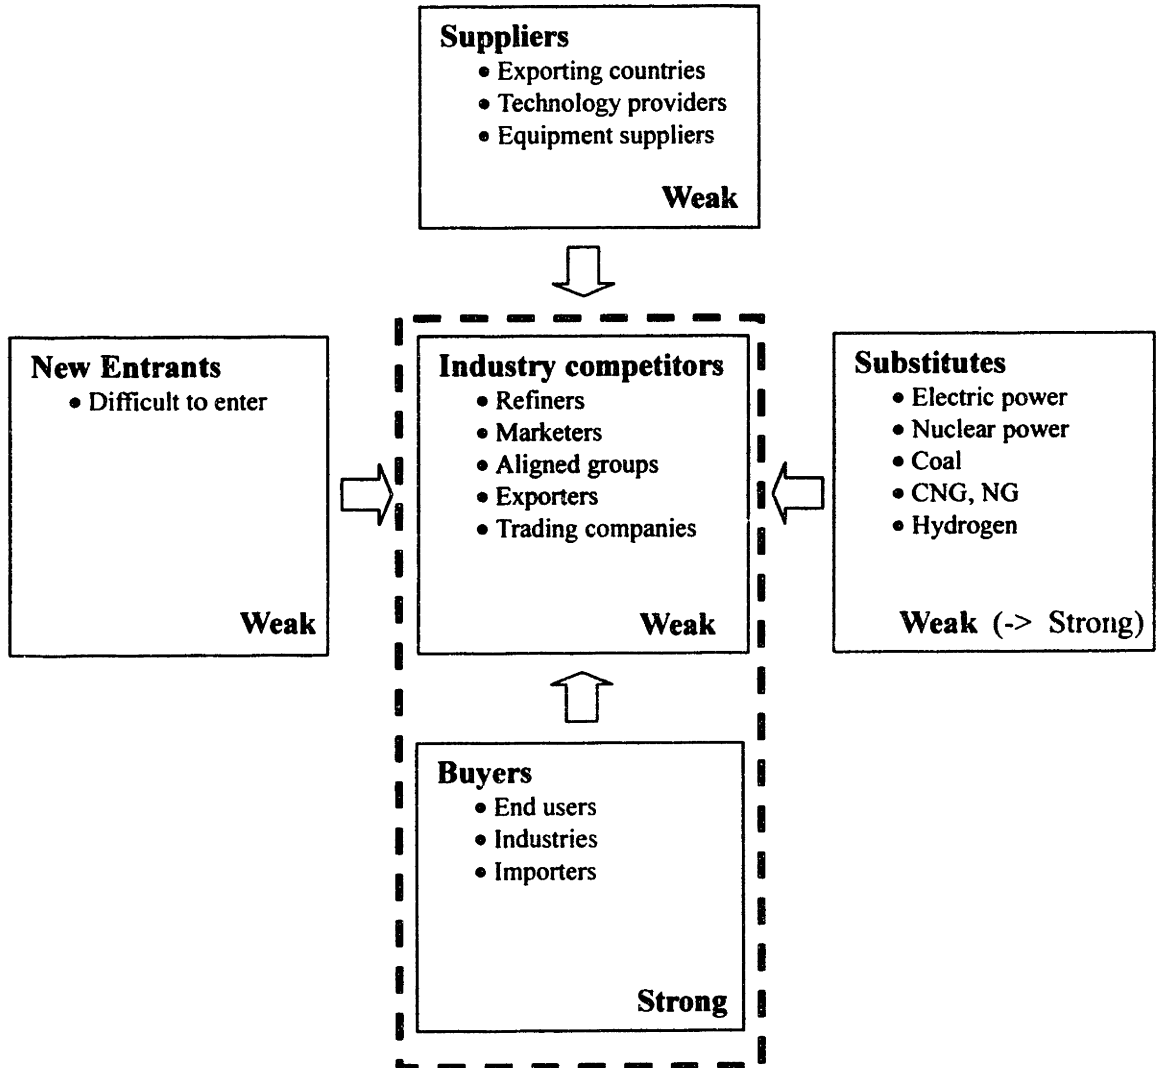 Suppliers
• Exporting countries
• Technology providers
• Equipment suppliers
Weak
New Entrants
• Difficult to enter
Weak
Industry competitors
• Refiners
• Marketers
• Aligned groups
• Exporters
• Trading companies
Weak
Substitutes
• Electric power
• Nuclear power
• Coal
• CNG, NG
• Hydrogen
Weak (-> Strong)
Buyers
• End users
• Industries
• Importers
Strong